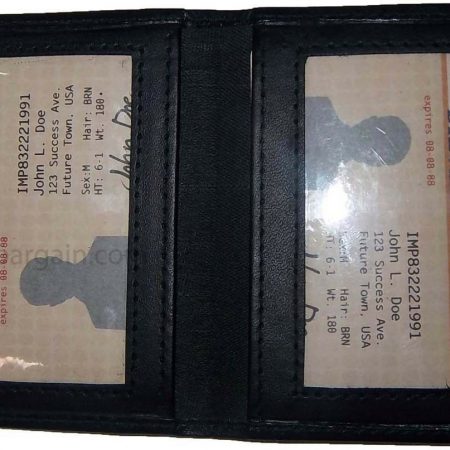 IMP832221991
John L. Doe
123 Success Ave.
Future Town, USA
Sex:M Hair: BRN
HT: 6-1 Wt. 180
John Doe
expires 08-08-88
expires 08-08-88
IMP832221991
John L. Doe
123 Success Ave.
Future Town, USA
Hair: BRN
HT: 6-1 Wt. 180